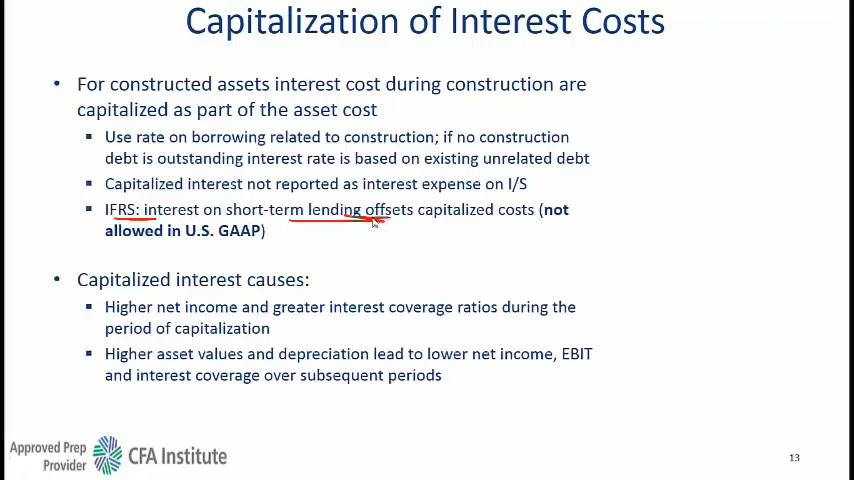 Capitalization of Interest Costs
• For constructed assets interest cost during construction are
capitalized as part of the asset cost
▪ Use rate on borrowing related to construction; if no construction
debt is outstanding interest rate is based on existing unrelated debt
▪ Capitalized interest not reported as interest expense on I/S
▪ IFRS: interest on short-term lending offsets capitalized costs (not
allowed in U.S. GAAP)
• Capitalized interest causes:
▪ Higher net income and greater interest coverage ratios during the
period of capitalization
▪ Higher asset values and depreciation lead to lower net income, EBIT
and interest coverage over subsequent periods
Approved Prep
Provider
CFA Institute
13